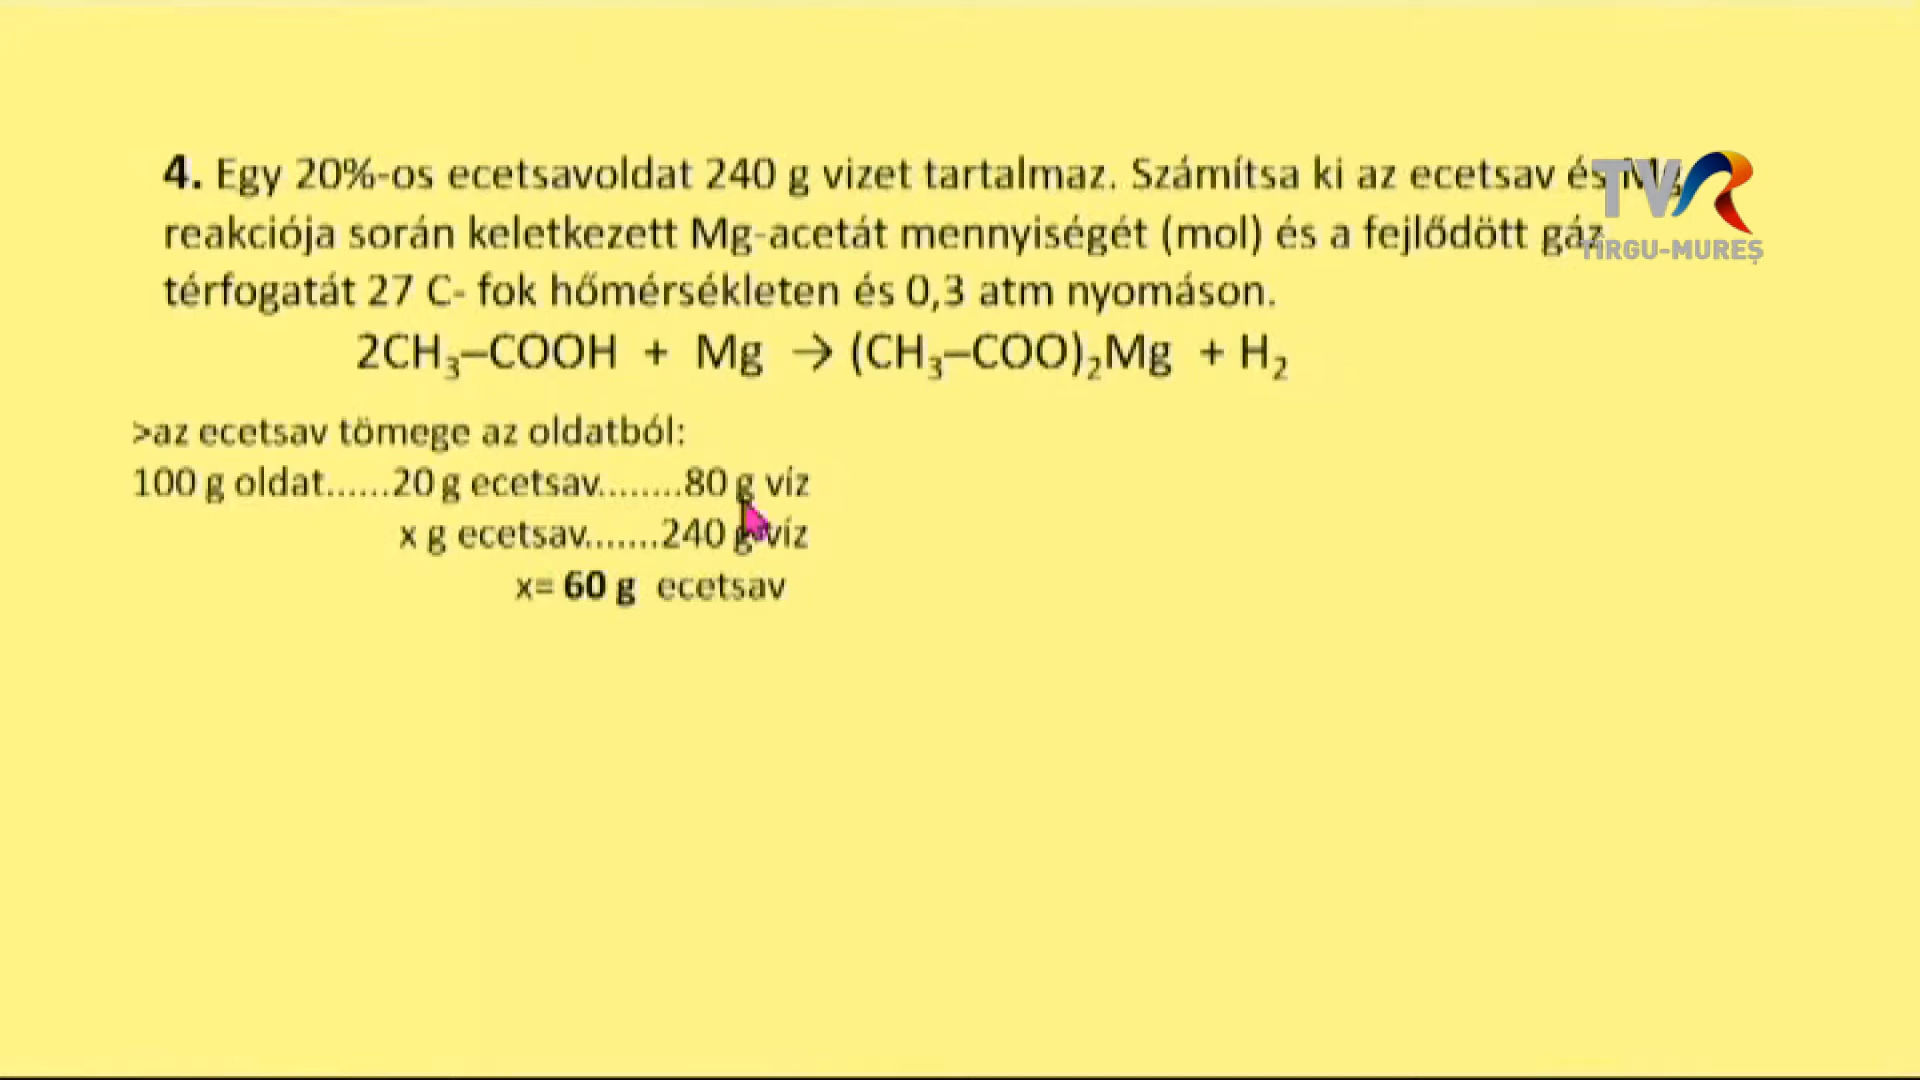 4. Egy 20%-os ecetsavoldat 240 g vizet tartalmaz. Számítsa ki az ecetsav és Mg
reakciója során keletkezett Mg-acetát mennyiségét (mol) és a fejlődött gáz
térfogatát 27 C- fok hőmérsékleten és 0,3 atm nyomáson.
2CH₃–COOH + Mg → (CH₃–COO)₂Mg + H₂
>az ecetsav tömege az oldatból:
100 g oldat......20 g ecetsav........80 g víz
x g ecetsav.......240 g víz
x= 60 g ecetsav
TVR
TÎRGU-MUREȘ